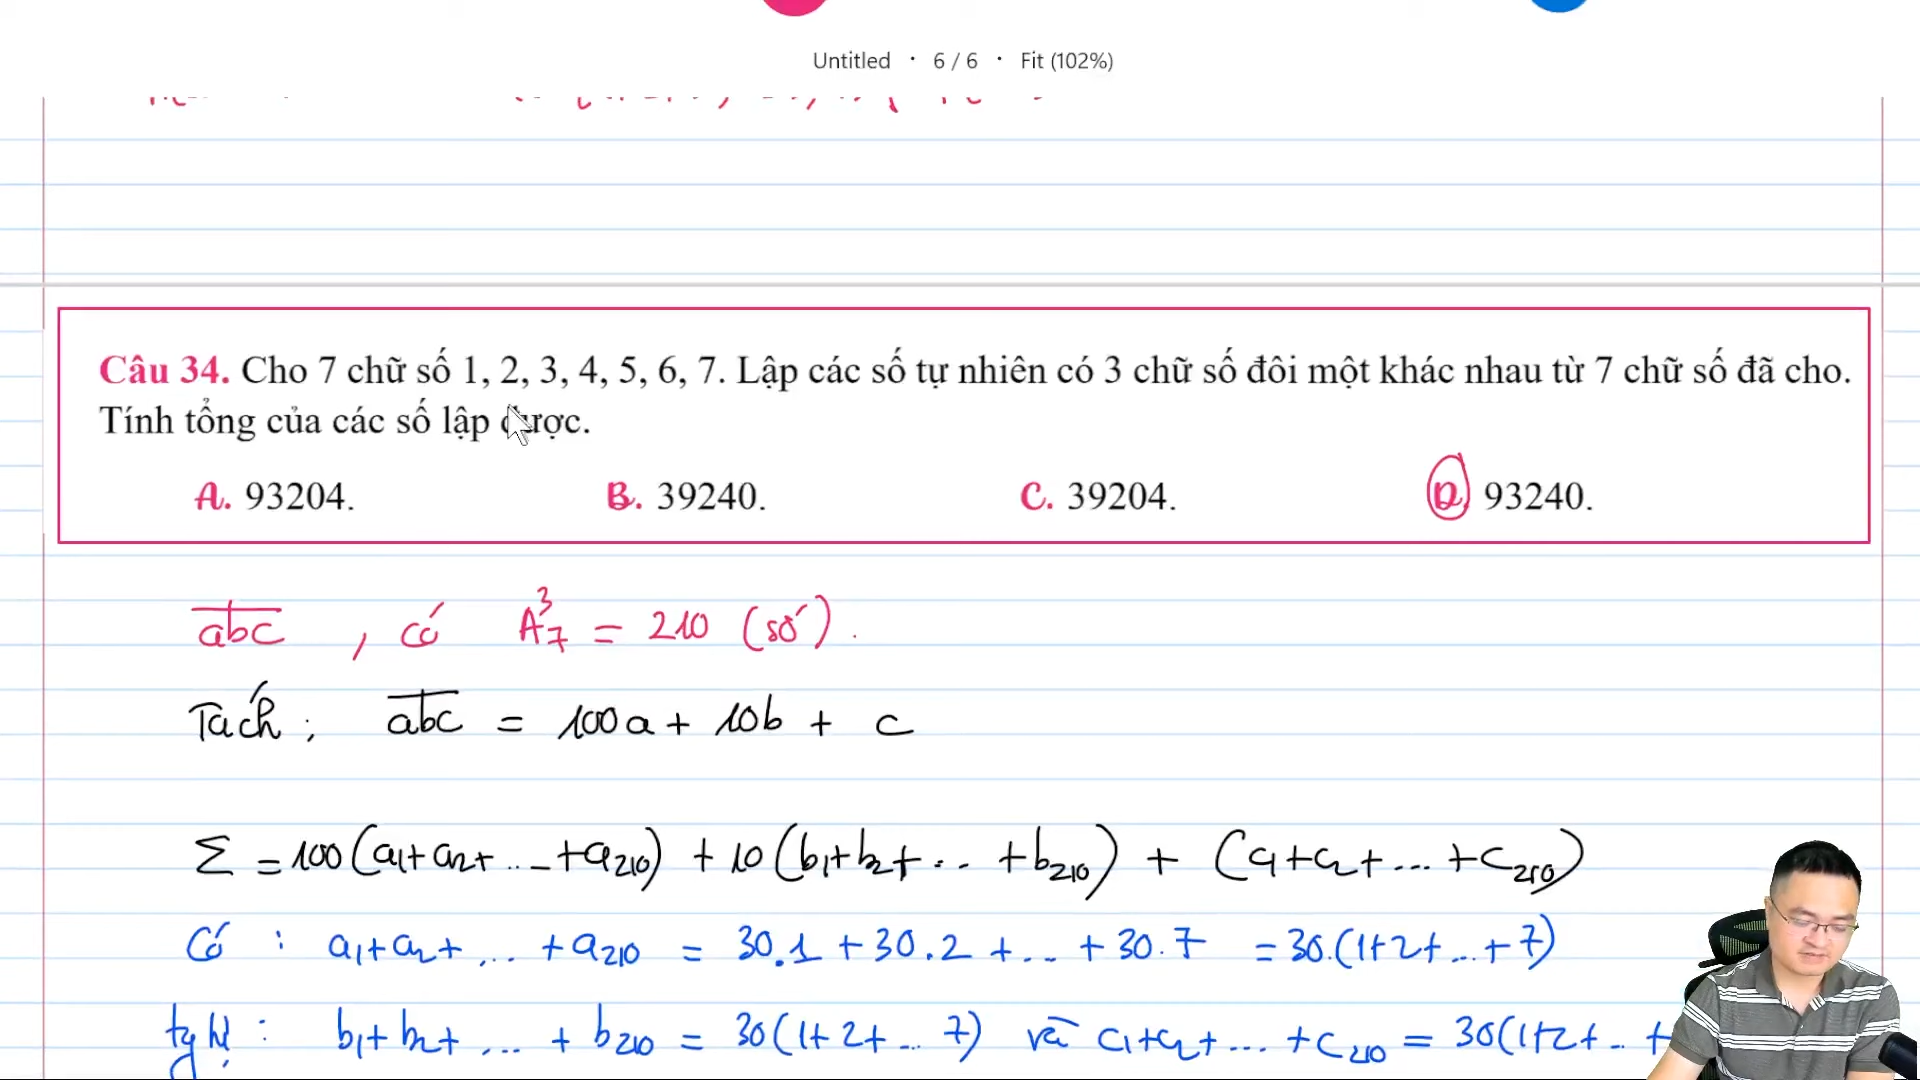 Untitled · 6 / 6 · Fit (102%)
Câu 34. Cho 7 chữ số 1, 2, 3, 4, 5, 6, 7. Lập các số tự nhiên có 3 chữ số đôi một khác nhau từ 7 chữ số đã cho.
Tính tổng của các số lập được.
A. 93204. B. 39240. C. 39204. D. 93240.
abc , có A₇³ = 210 (số).
Tách : abc = 100a + 10b + c
Σ = 100(a₁+a₂+...+a₂₁₀) + 10(b₁+b₂+...+b₂₁₀) + (c₁+c₂+...+c₂₁₀)
Có : a₁+a₂+...+a₂₁₀ = 30.1 + 30.2 + ... + 30.7 = 30.(1+2+...+7)
b₁+b₂+...+b₂₁₀ = 30(1+2+...7) và c₁+c₂+...+c₂₁₀ = 30(1+2+..+